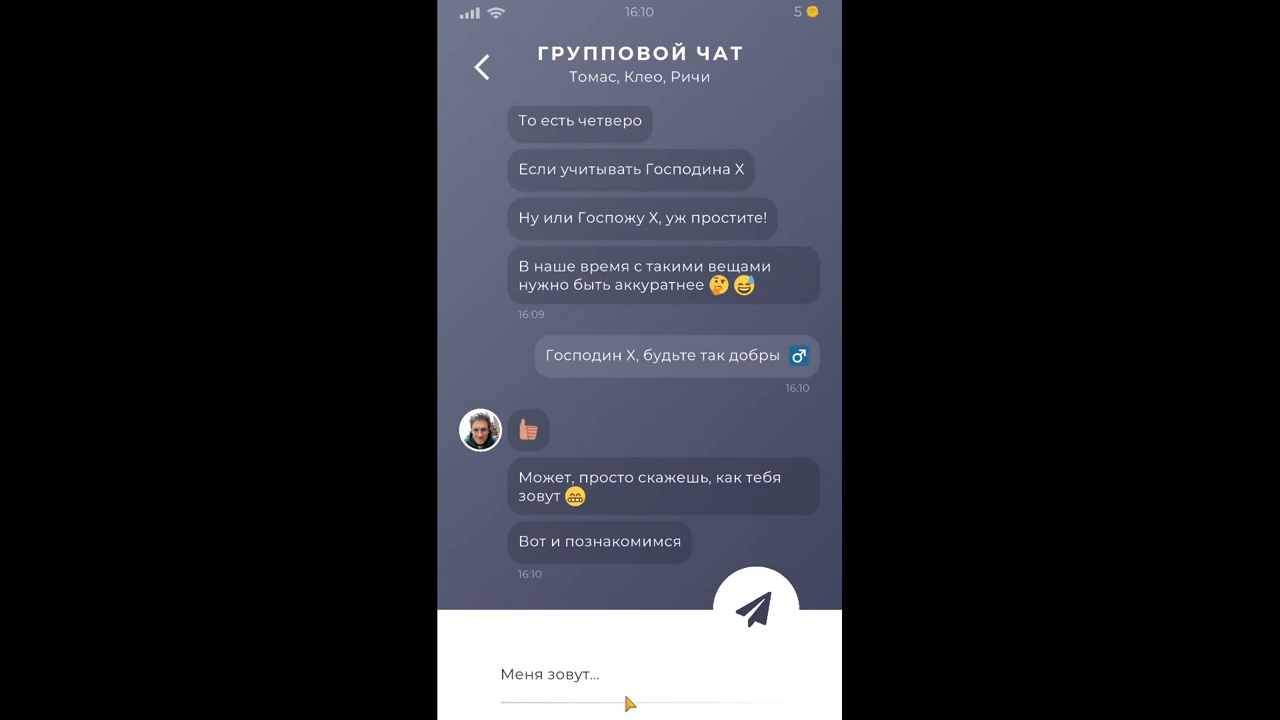 16:10
5
ГРУППОВОЙ ЧАТ
Томас, Клео, Ричи
То есть четверо
Если учитывать Господина Х
Ну или Госпожу Х, уж простите!
В наше время с такими вещами
нужно быть аккуратнее 🤔 😅
16:09
Господин Х, будьте так добры ♂️
16:10
👍
Может, просто скажешь, как тебя
зовут 😁
Вот и познакомимся
16:10
Меня зовут...